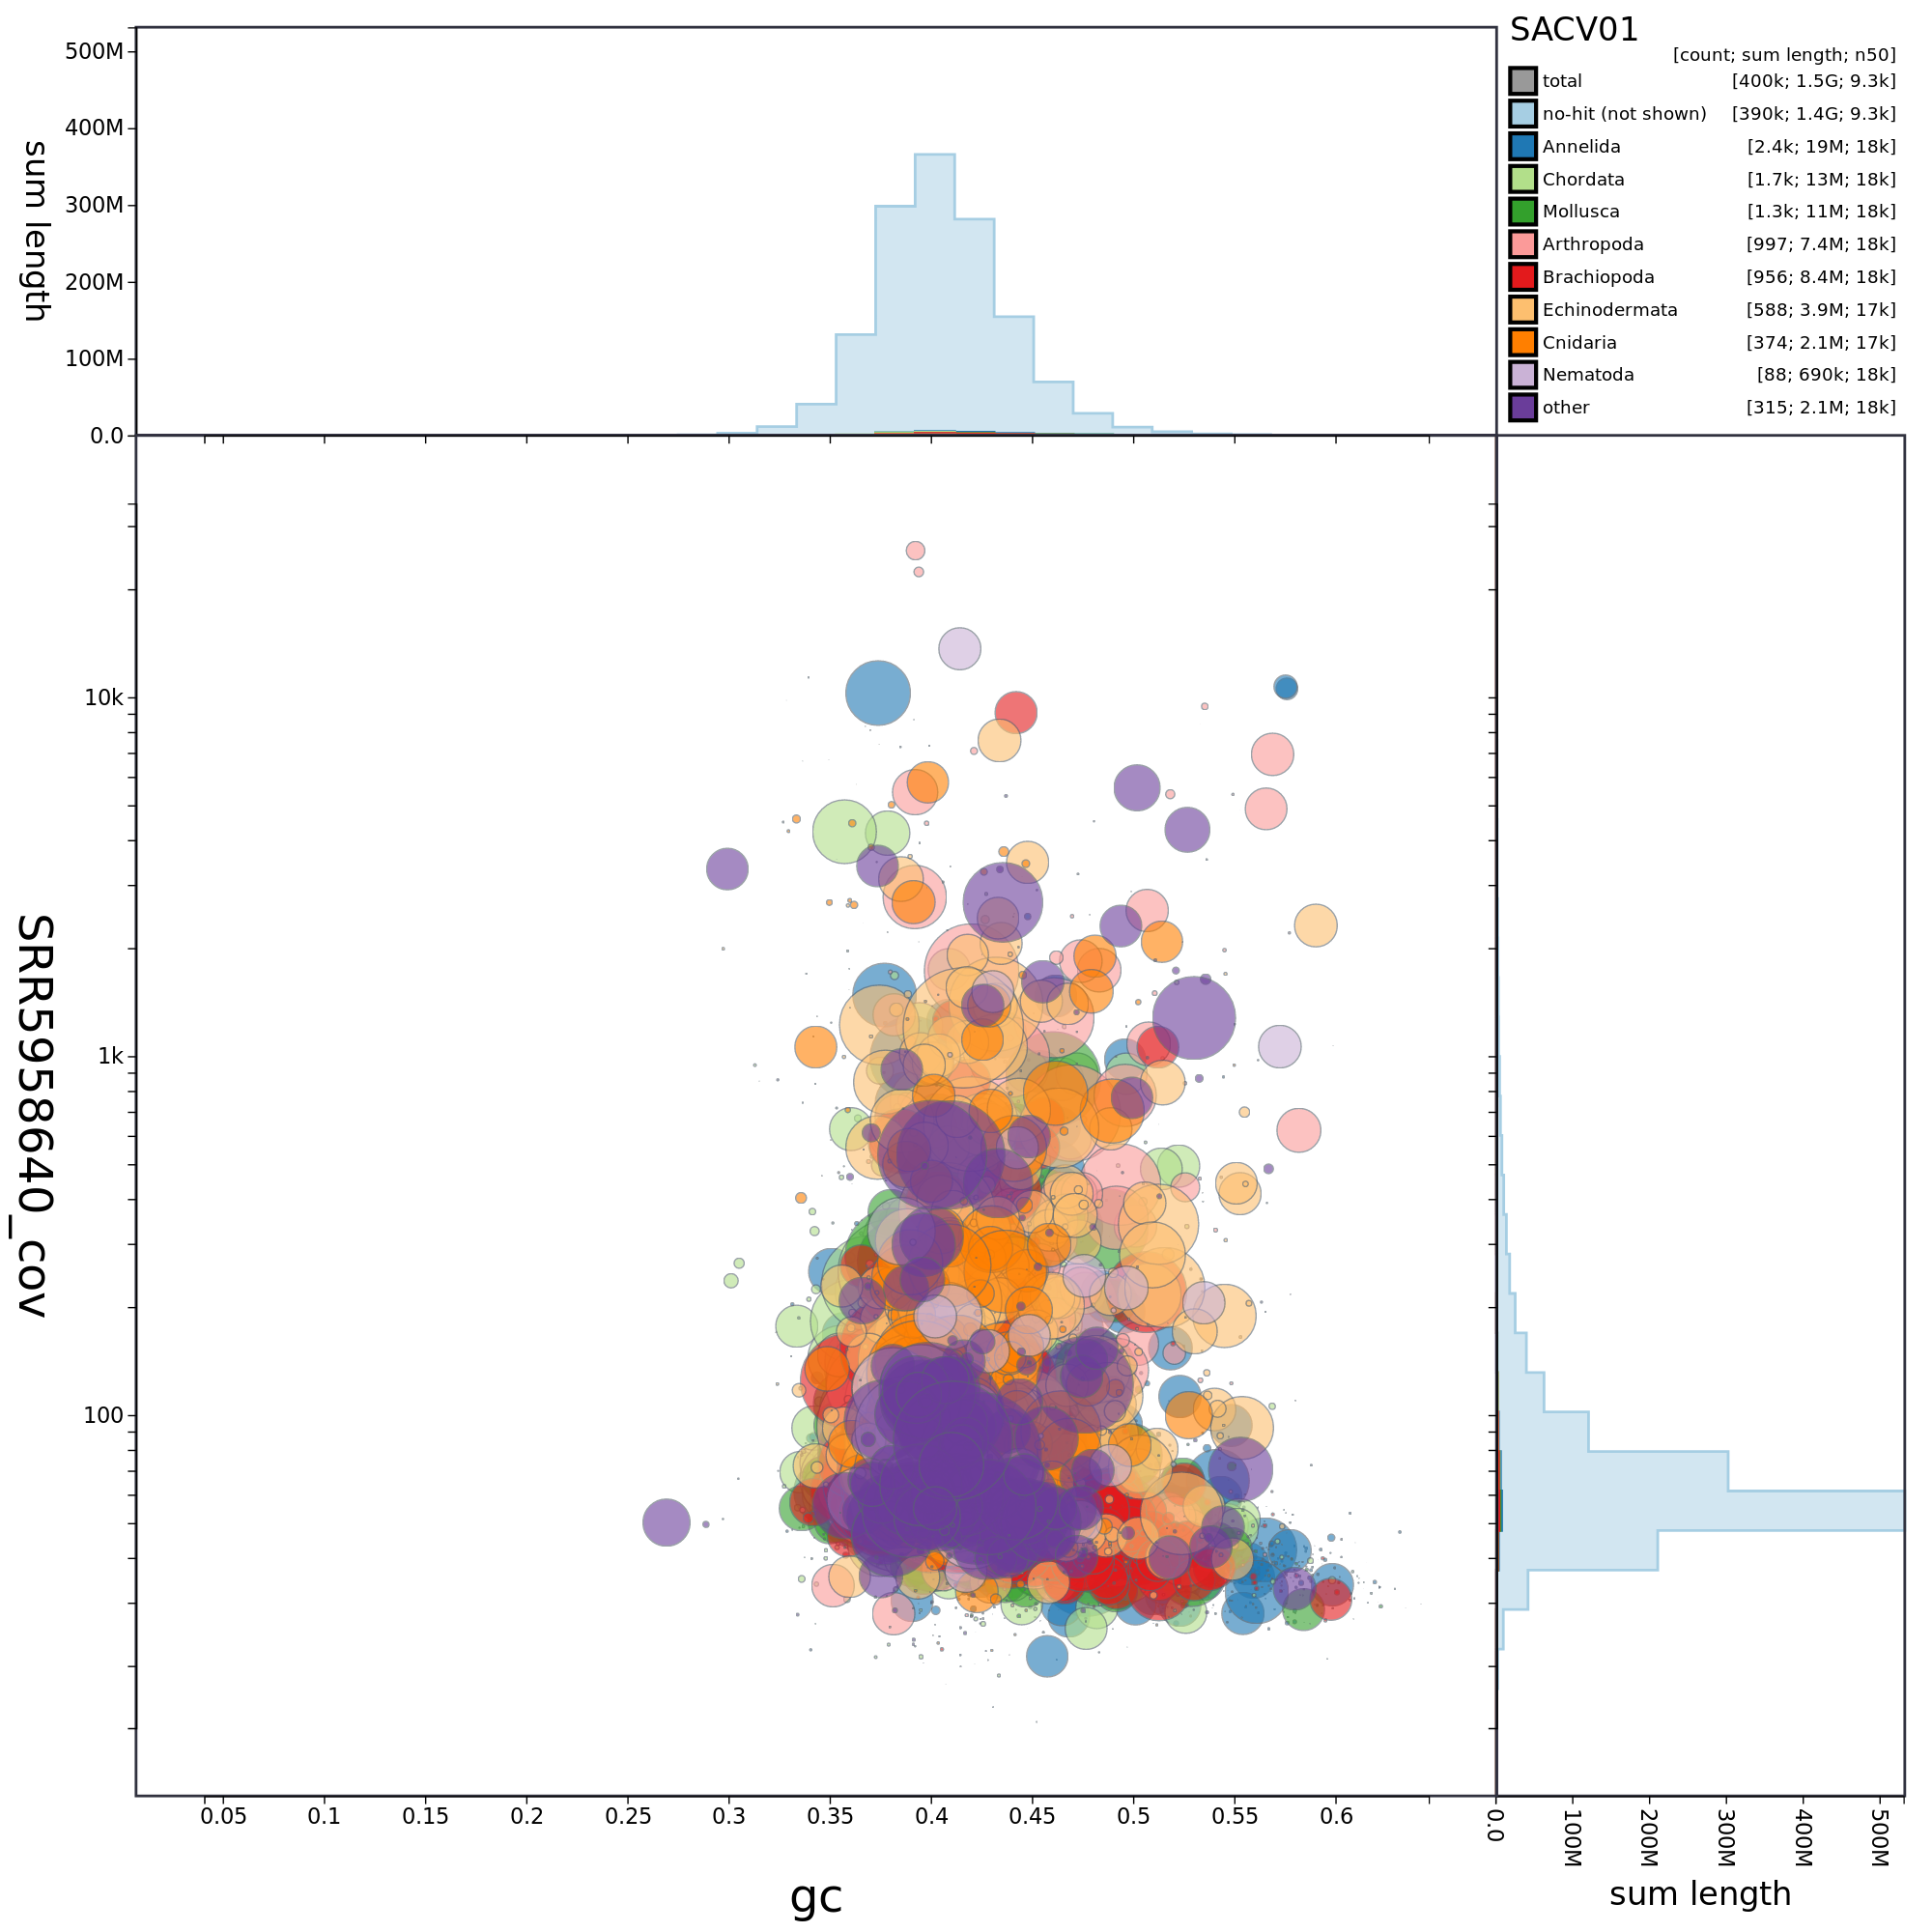 SACV01
[count; sum length; n50]
total [400k; 1.5G; 9.3k]
no-hit (not shown) [390k; 1.4G; 9.3k]
Annelida [2.4k; 19M; 18k]
Chordata [1.7k; 13M; 18k]
Mollusca [1.3k; 11M; 18k]
Arthropoda [997; 7.4M; 18k]
Brachiopoda [956; 8.4M; 18k]
Echinodermata [588; 3.9M; 17k]
Cnidaria [374; 2.1M; 17k]
Nematoda [88; 690k; 18k]
other [315; 2.1M; 18k]
sum length
500M
400M
300M
200M
100M
0.0
SRR5958640_cov
10k
1k
100
0.05 0.1 0.15 0.2 0.25 0.3 0.35 0.4 0.45 0.5 0.55 0.6
gc
0.0 100M 200M 300M 400M 500M
sum length